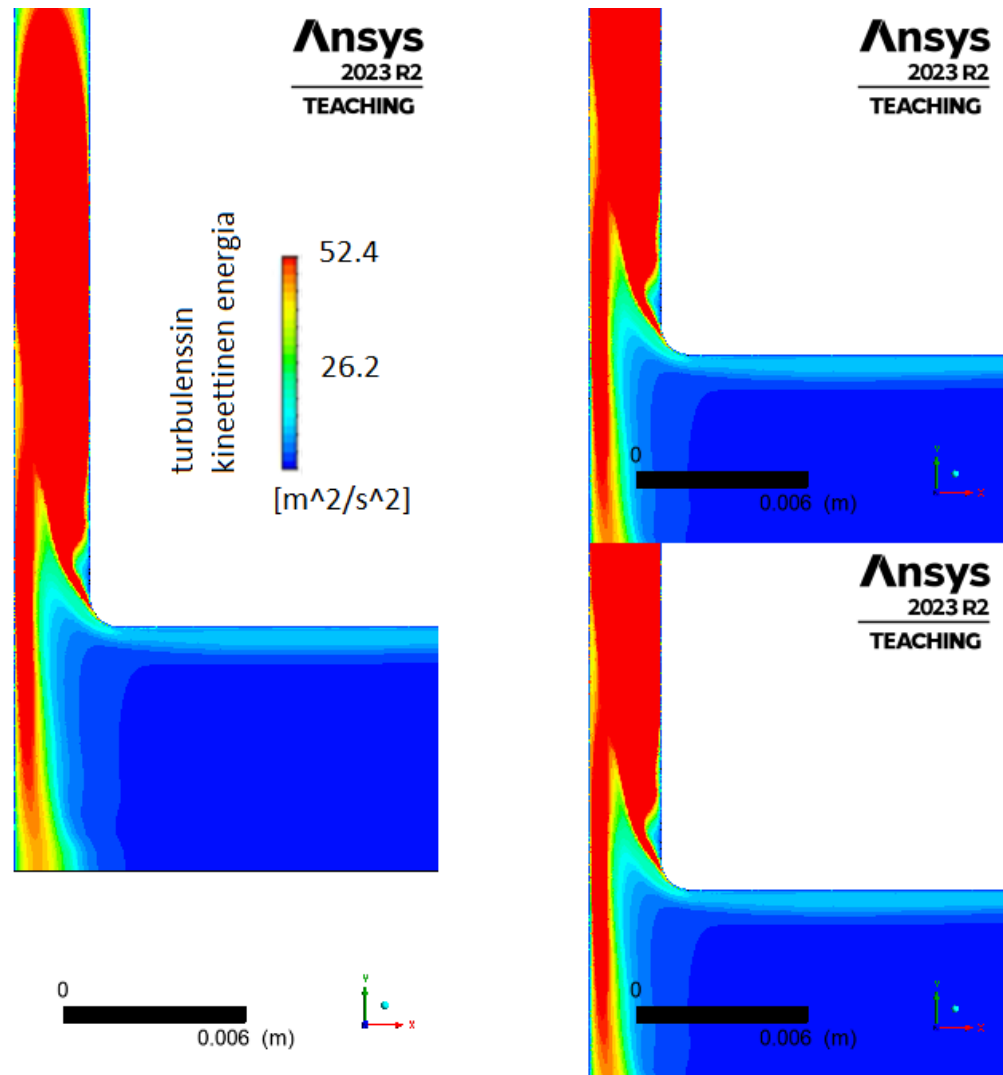 Ansys
2023 R2
TEACHING
turbulenssin
kineettinen energia
52.4
26.2
[m^2/s^2]
0
0.006 (m)
Y
X
Ansys
2023 R2
TEACHING
0
0.006 (m)
Y
X
Ansys
2023 R2
TEACHING
0
0.006 (m)
Y
X